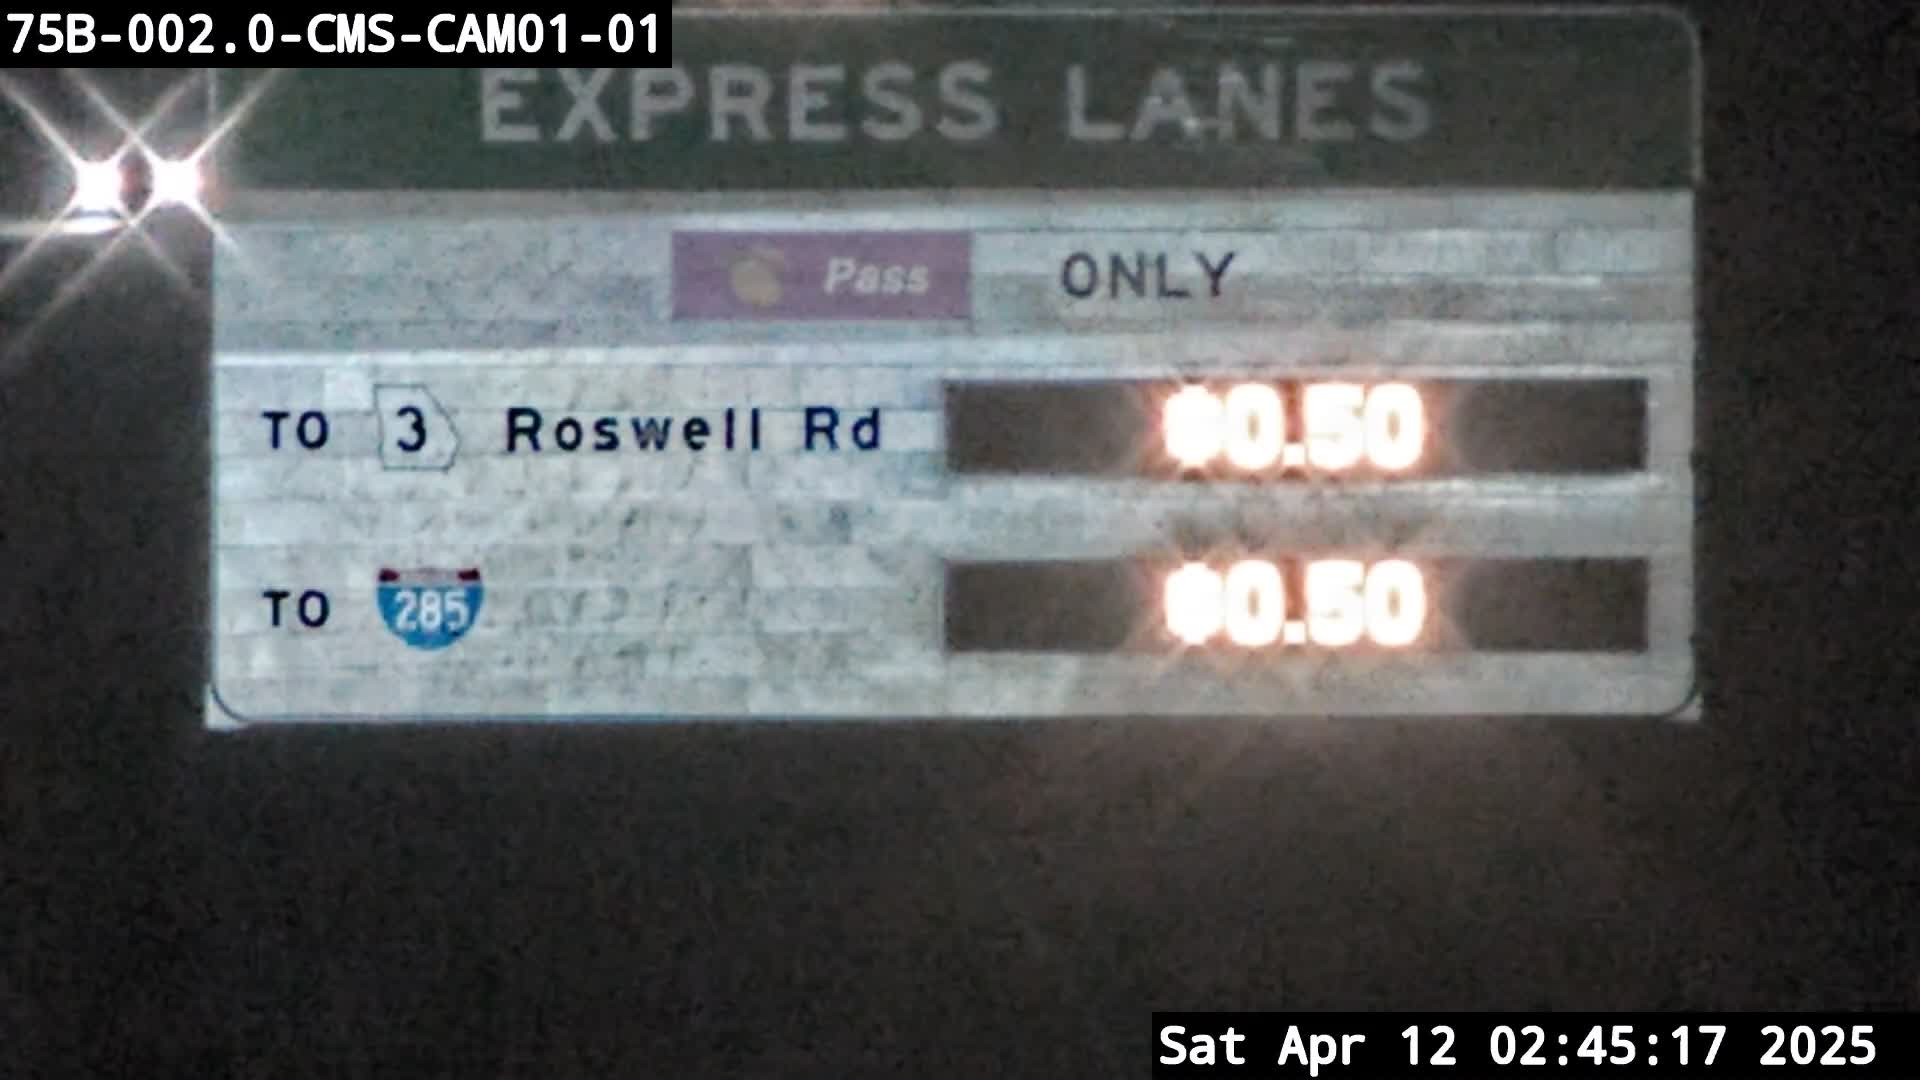 75B-002.0-CMS-CAM01-01
EXPRESS LANES
Pass ONLY
TO 3 Roswell Rd $0.50
TO 285 $0.50
Sat Apr 12 02:45:17 2025